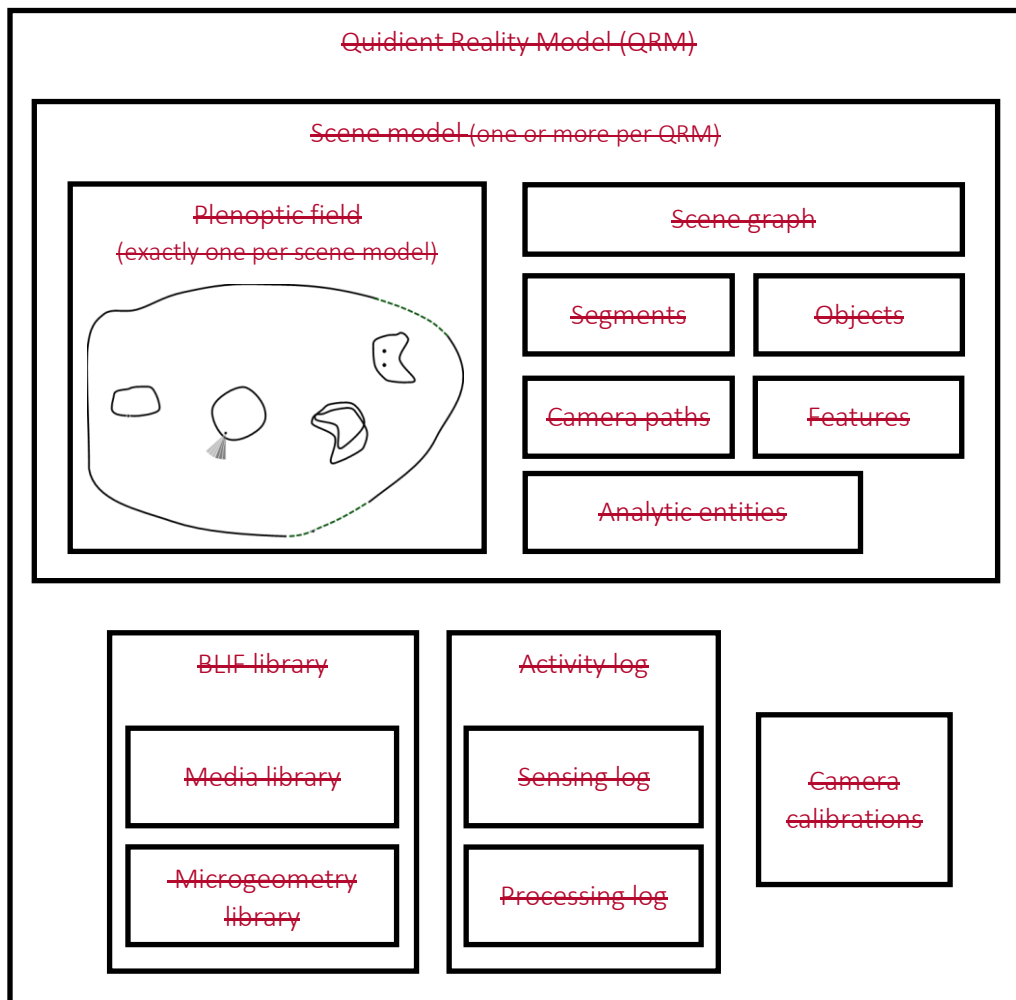 Quidient Reality Model (QRM)
Scene model (one or more per QRM)
Plenoptic field
(exactly one per scene model)
Scene graph
Segments
Objects
Camera paths
Features
Analytic entities
BLIF library
Media library
Microgeometry
library
Activity log
Sensing log
Processing log
Camera
calibrations